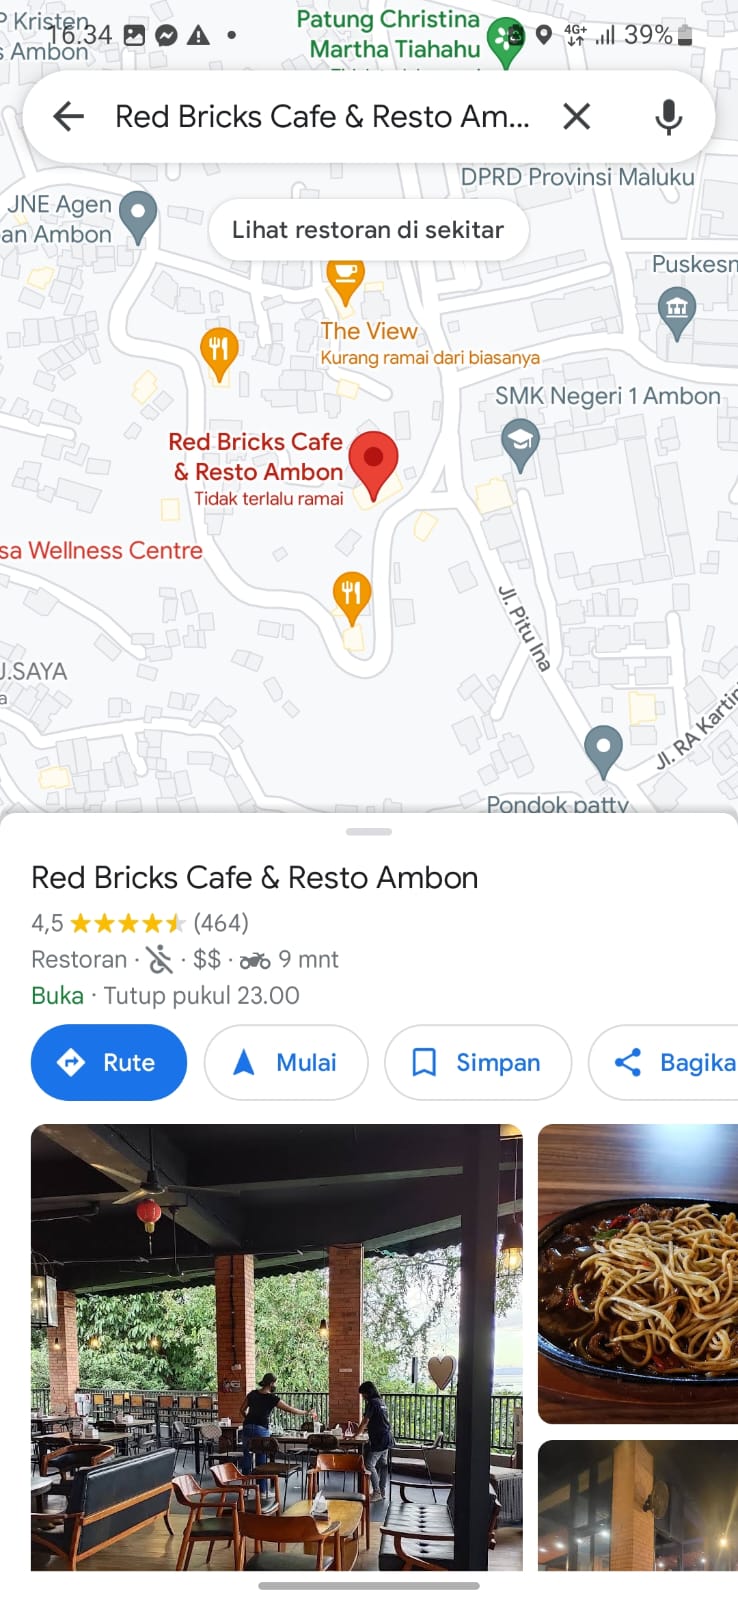 P Kristen
s Ambon
16.34
Patung Christina
Martha Tiahahu
4G+
39%
Red Bricks Cafe & Resto Am...
DPRD Provinsi Maluku
JNE Agen
an Ambon
Lihat restoran di sekitar
Puskesn
The View
Kurang ramai dari biasanya
SMK Negeri 1 Ambon
Red Bricks Cafe
& Resto Ambon
Tidak terlalu ramai
sa Wellness Centre
Jl. Pitu Ina
J.SAYA
a
Jl. RA Kartin
Pondok patty
Red Bricks Cafe & Resto Ambon
4,5 (464)
Restoran · · $$ · 9 mnt
Buka · Tutup pukul 23.00
Rute
Mulai
Simpan
Bagika